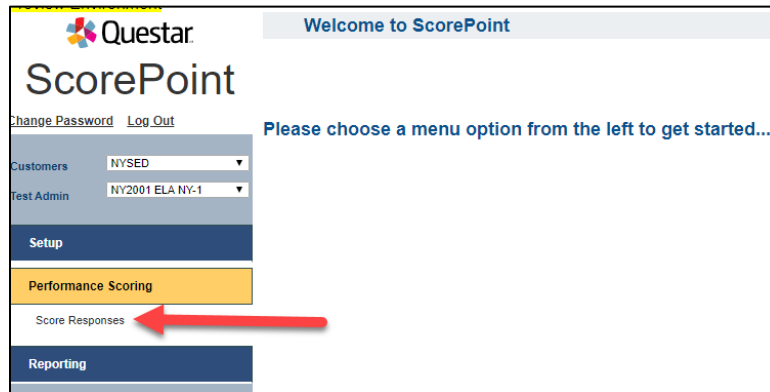 Questar
Welcome to ScorePoint
ScorePoint
Change Password Log Out
Please choose a menu option from the left to get started...
Customers NYSED
Test Admin NY2001 ELA NY-1
Setup
Performance Scoring
Score Responses
Reporting